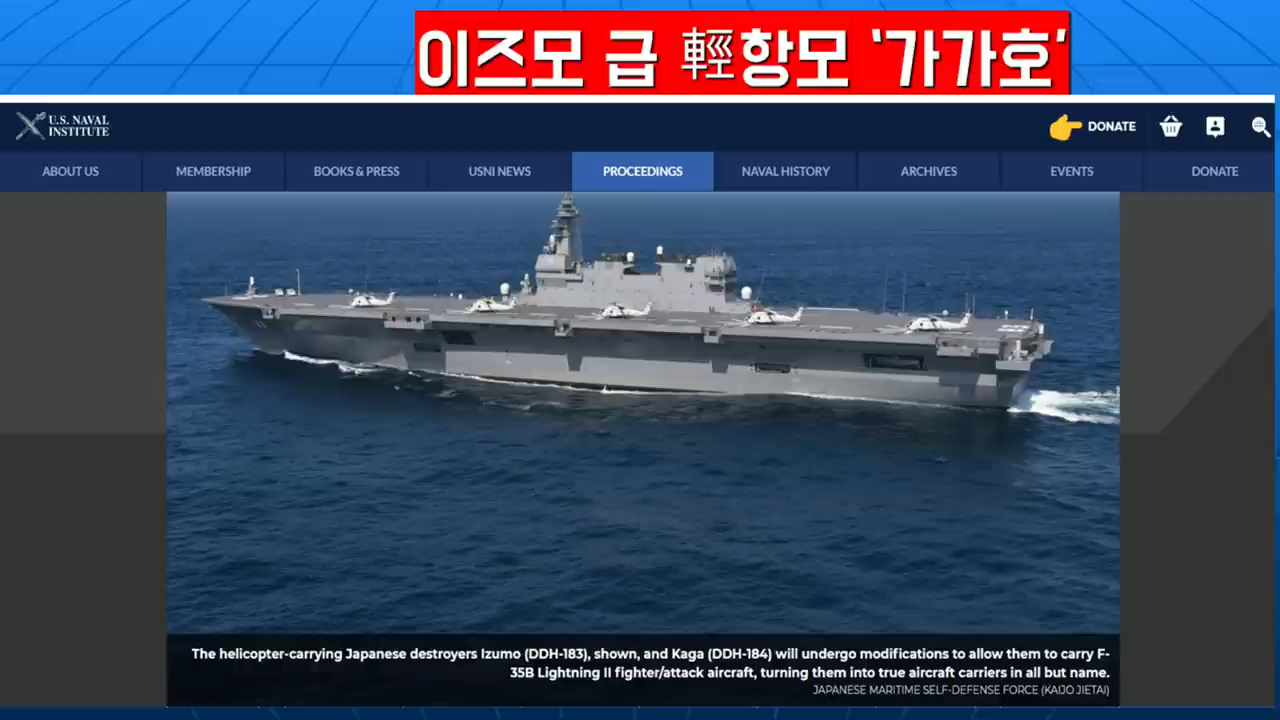 이즈모 급 輕항모 '가가호'
U.S. NAVAL
INSTITUTE
DONATE
ABOUT US
MEMBERSHIP
BOOKS & PRESS
USNI NEWS
PROCEEDINGS
NAVAL HISTORY
ARCHIVES
EVENTS
DONATE
The helicopter-carrying Japanese destroyers Izumo (DDH-183), shown, and Kaga (DDH-184) will undergo modifications to allow them to carry F-
35B Lightning II fighter/attack aircraft, turning them into true aircraft carriers in all but name.
JAPANESE MARITIME SELF-DEFENSE FORCE (KAIJO JIETAI)